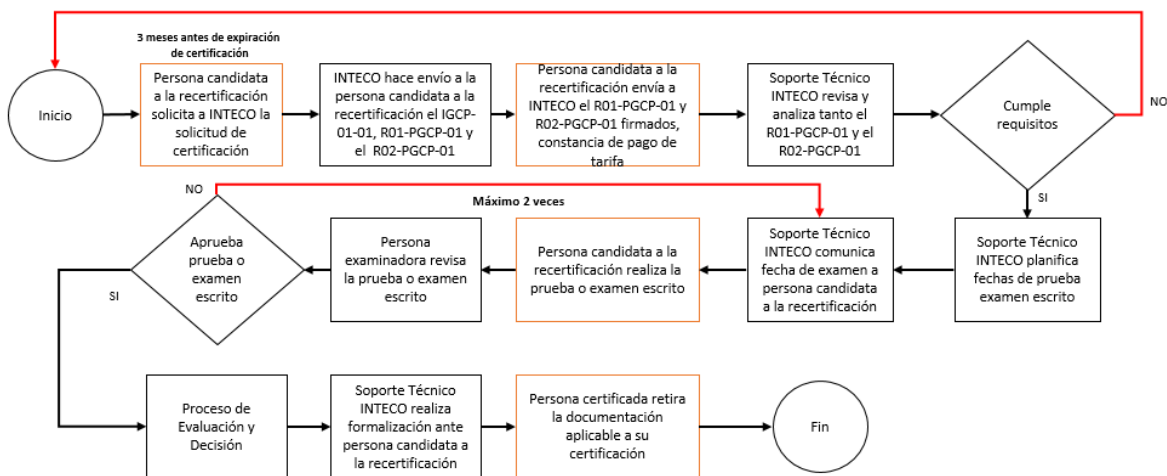 3 meses antes de expiración
de certificación
Inicio
Persona candidata
a la recertificación
solicita a INTECO la
solicitud de
certificación
INTECO hace envío a la
persona candidata a la
recertificación el IGCP-
01-01, R01-PGCP-01 y
el R02-PGCP-01
Persona candidata a la
recertificación envía a
INTECO el R01-PGCP-01 y
R02-PGCP-01 firmados,
constancia de pago de
tarifa
Soporte Técnico
INTECO revisa y
analiza tanto el
R01-PGCP-01 y el
R02-PGCP-01
Cumple
requisitos
NO
SI
NO
Máximo 2 veces
Aprueba
prueba o
examen
escrito
SI
Persona
examinadora revisa
la prueba o examen
escrito
Persona candidata a la
recertificación realiza la
prueba o examen escrito
Soporte Técnico
INTECO comunica
fecha de examen a
persona candidata
a la recertificación
Soporte Técnico
INTECO planifica
fechas de prueba
examen escrito
Proceso de
Evaluación y
Decisión
Soporte Técnico
INTECO realiza
formalización ante
persona candidata a
la recertificación
Persona certificada retira
la documentación
aplicable a su
certificación
Fin